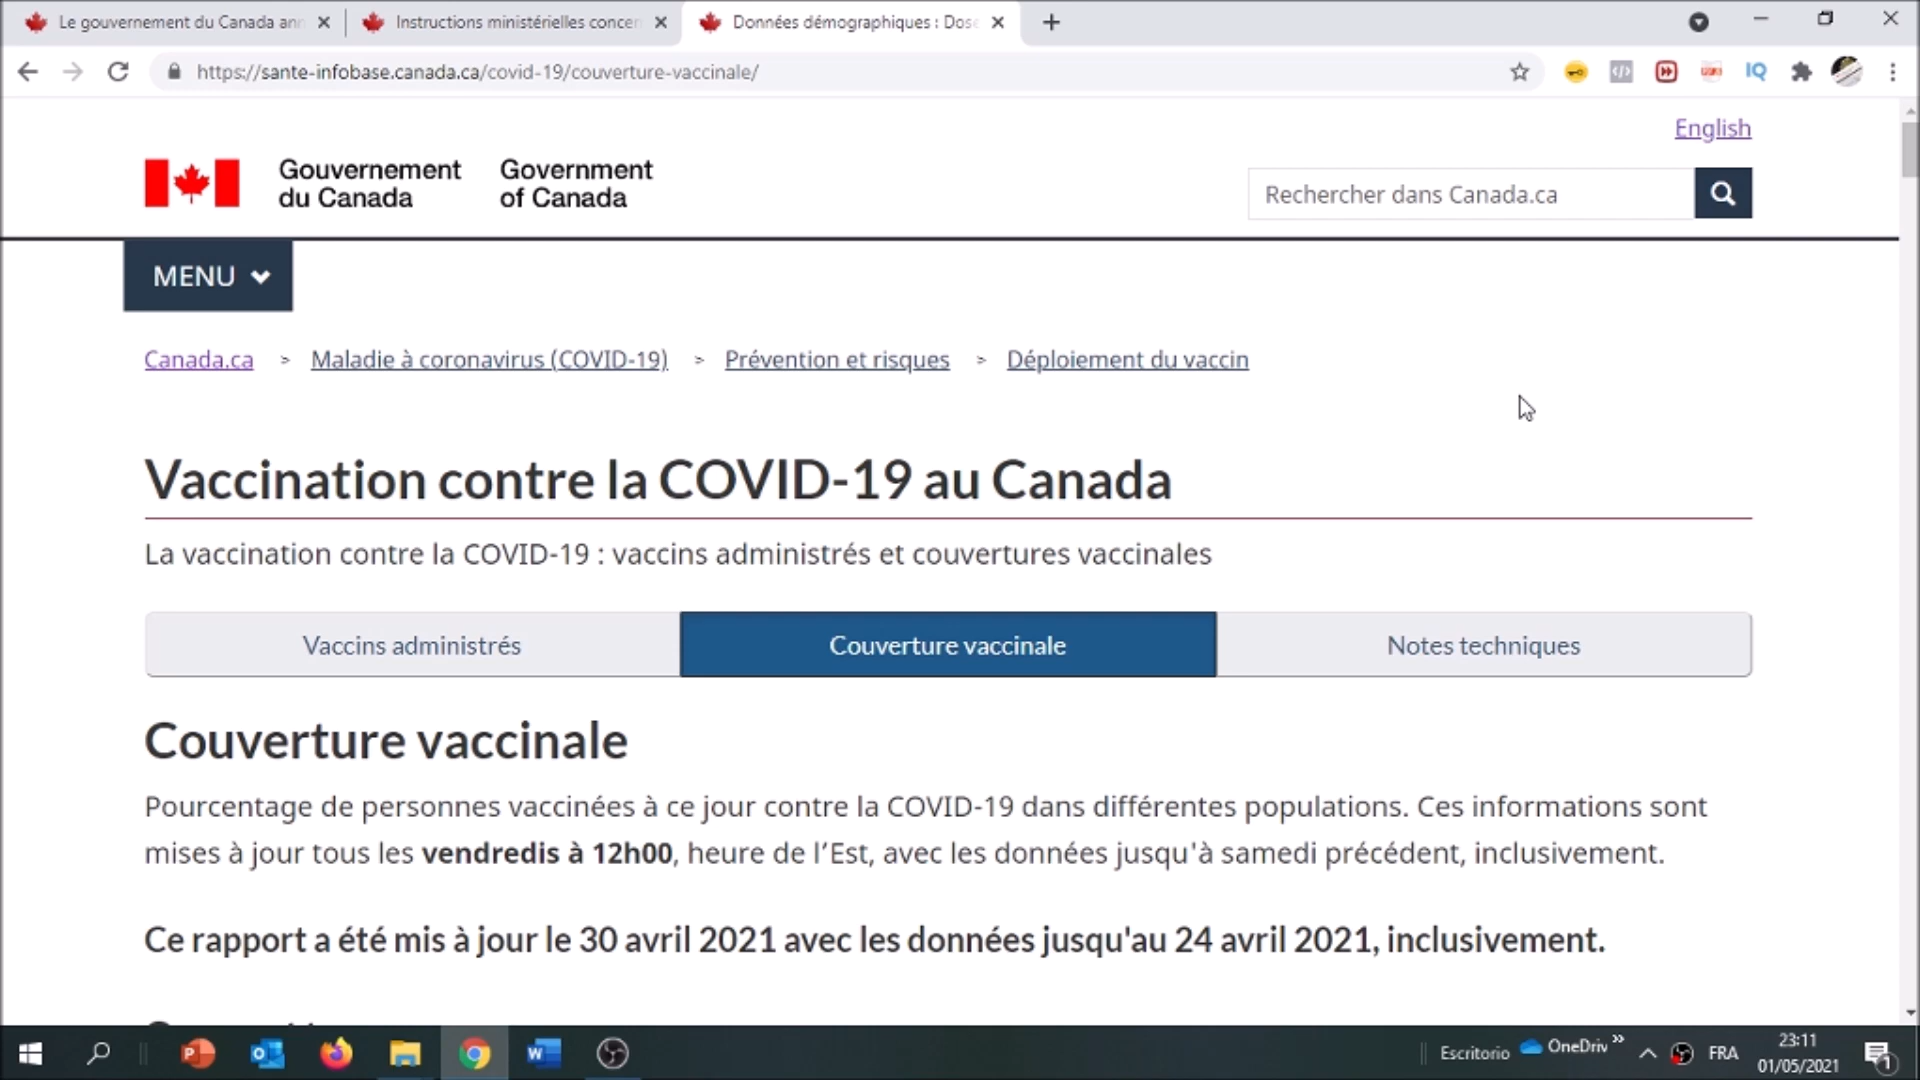 Le gouvernement du Canada ann
Instructions ministérielles concer
Données démographiques : Dose
https://sante-infobase.canada.ca/covid-19/couverture-vaccinale/
IQ
English
Gouvernement
du Canada
Government
of Canada
Rechercher dans Canada.ca
MENU
Canada.ca > Maladie à coronavirus (COVID-19) > Prévention et risques > Déploiement du vaccin
Vaccination contre la COVID-19 au Canada
La vaccination contre la COVID-19 : vaccins administrés et couvertures vaccinales
Vaccins administrés
Couverture vaccinale
Notes techniques
Couverture vaccinale
Pourcentage de personnes vaccinées à ce jour contre la COVID-19 dans différentes populations. Ces informations sont
mises à jour tous les vendredis à 12h00, heure de l’Est, avec les données jusqu'à samedi précédent, inclusivement.
Ce rapport a été mis à jour le 30 avril 2021 avec les données jusqu'au 24 avril 2021, inclusivement.
Escritorio
OneDriv
FRA
23:11
01/05/2021
1